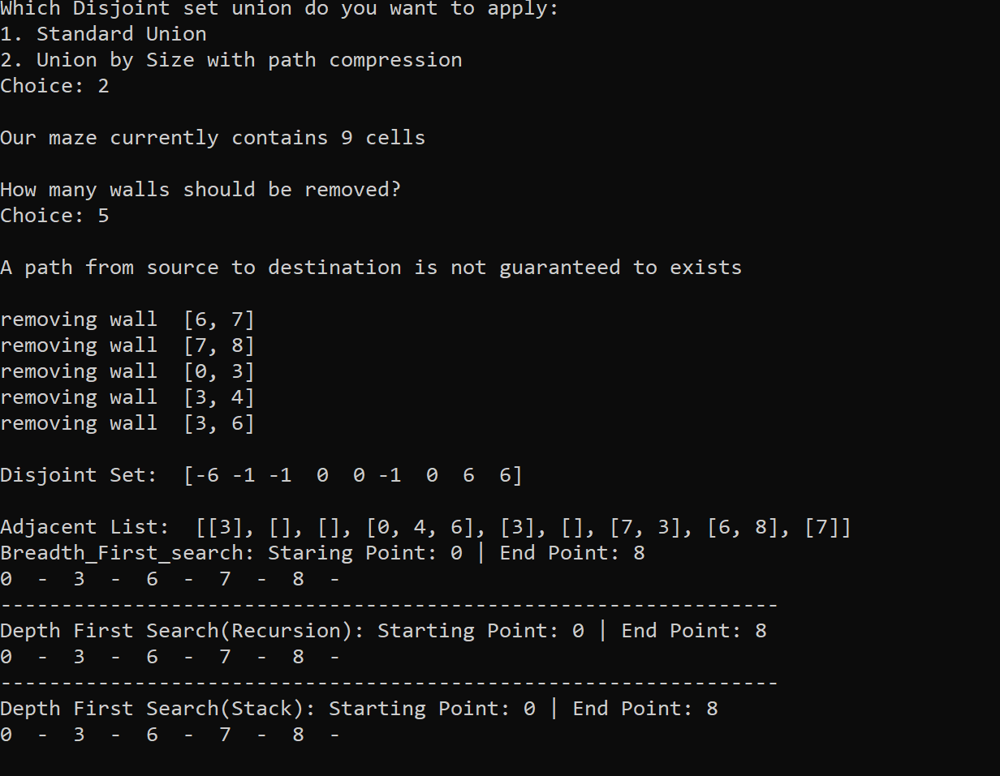 Which Disjoint set union do you want to apply:
1. Standard Union
2. Union by Size with path compression
Choice: 2
Our maze currently contains 9 cells
How many walls should be removed?
Choice: 5
A path from source to destination is not guaranteed to exists
removing wall  [6, 7]
removing wall  [7, 8]
removing wall  [0, 3]
removing wall  [3, 4]
removing wall  [3, 6]
Disjoint Set:  [-6 -1 -1  0  0 -1  0  6  6]
Adjacent List:  [[3], [], [], [0, 4, 6], [3], [], [7, 3], [6, 8], [7]]
Breadth_First_search: Staring Point: 0 | End Point: 8
0  -  3  -  6  -  7  -  8  -
----------------------------------------------------------------
Depth First Search(Recursion): Starting Point: 0 | End Point: 8
0  -  3  -  6  -  7  -  8  -
----------------------------------------------------------------
Depth First Search(Stack): Starting Point: 0 | End Point: 8
0  -  3  -  6  -  7  -  8  -